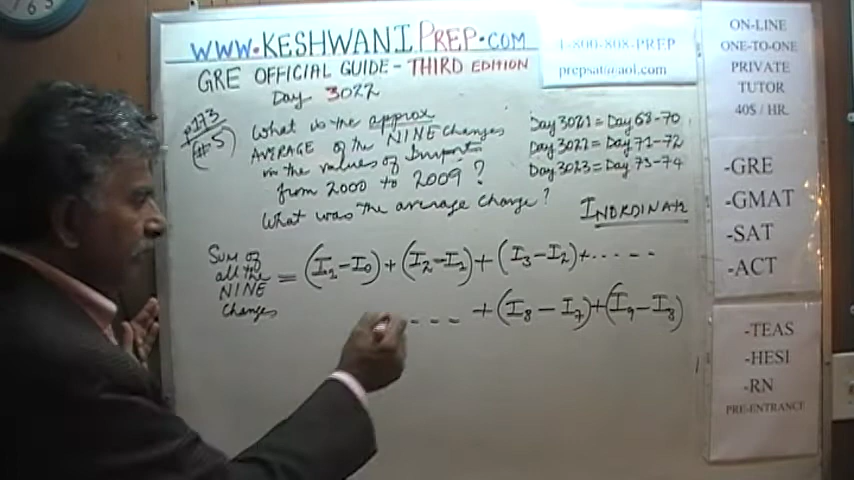 WWW.KESHWANIPREP.COM
GRE OFFICIAL GUIDE - THIRD EDITION
Day 3022
1-800-808-PREP
prepsat@aol.com
p173
(#5)
What is the approx
AVERAGE of the NINE changes
in the values of Imports
from 2000 to 2009?
What was the average change?
Day 3021 = Day 68-70
Day 3022 = Day 71-72
Day 3023 = Day 73-74
INORDINATE
Sum of
all the
NINE
changes
= (I₁-I₀)+(I₂-I₁)+(I₃-I₂)+......
.... +(I₈-I₇)+(I₉-I₈)
ON-LINE
ONE-TO-ONE
PRIVATE
TUTOR
40$ / HR.
-GRE
-GMAT
-SAT
-ACT
-TEAS
-HESI
-RN
PRE-ENTRANCE